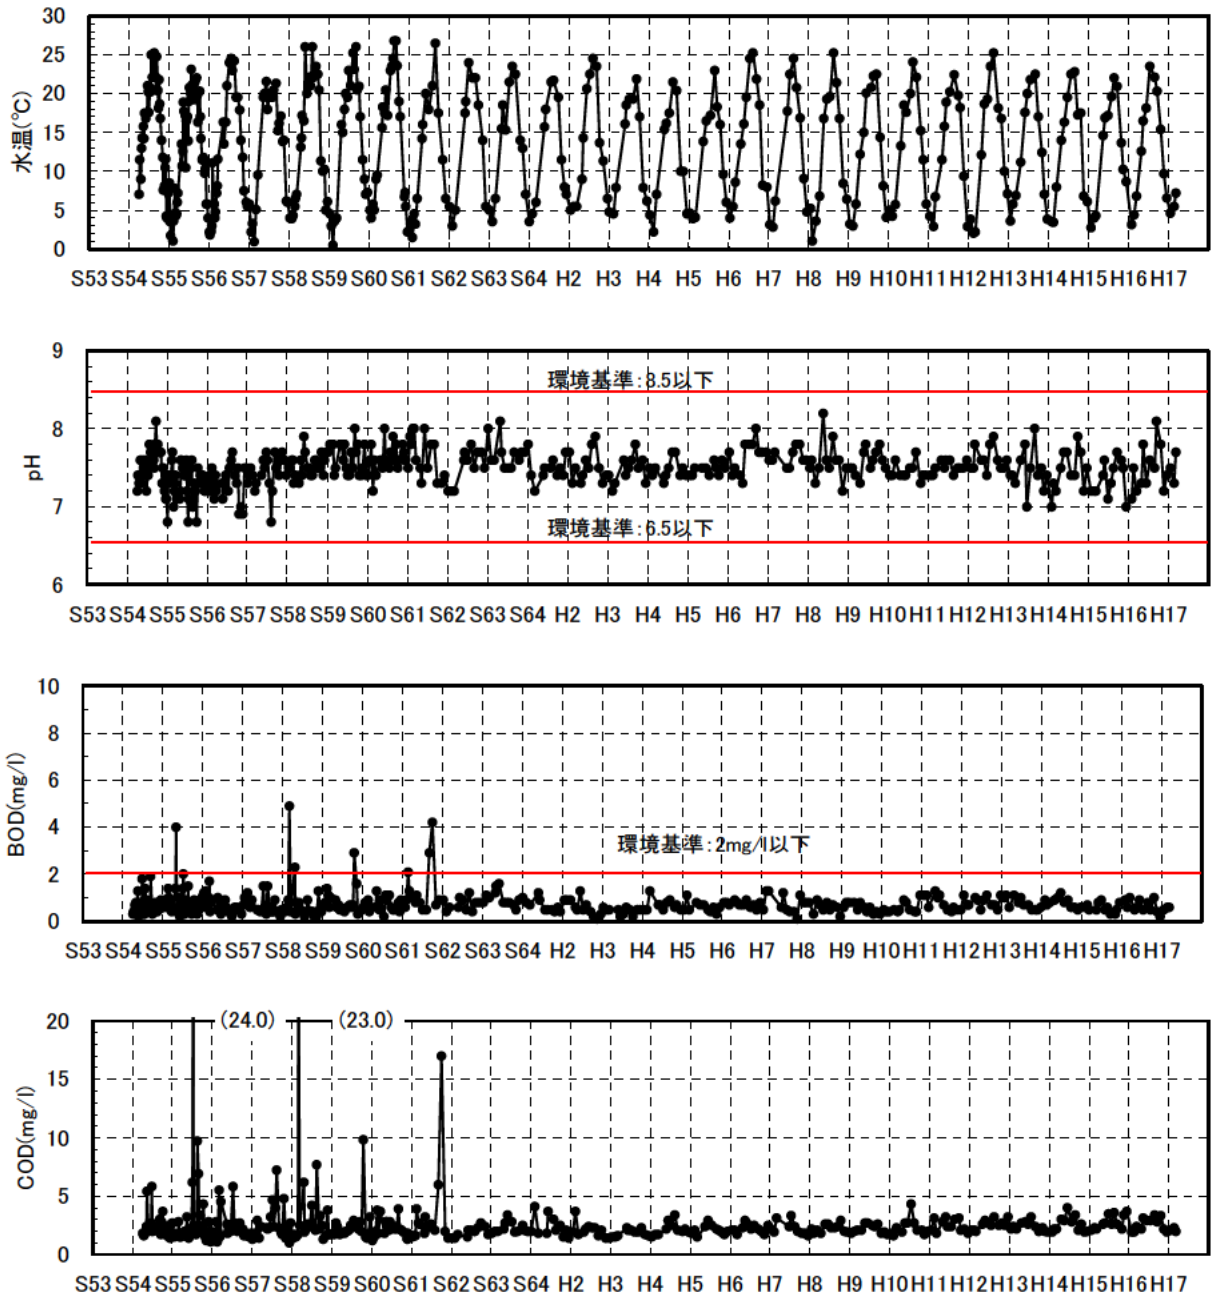 30
25
20
15
10
5
0
水温(℃)
S53 S54 S55 S56 S57 S58 S59 S60 S61 S62 S63 S64 H2 H3 H4 H5 H6 H7 H8 H9 H10 H11 H12 H13 H14 H15 H16 H17
9
8
7
6
pH
環境基準:8.5以下
環境基準:6.5以下
S53 S54 S55 S56 S57 S58 S59 S60 S61 S62 S63 S64 H2 H3 H4 H5 H6 H7 H8 H9 H10 H11 H12 H13 H14 H15 H16 H17
10
8
6
4
2
0
BOD(mg/l)
環境基準:2mg/l以下
S53 S54 S55 S56 S57 S58 S59 S60 S61 S62 S63 S64 H2 H3 H4 H5 H6 H7 H8 H9 H10 H11 H12 H13 H14 H15 H16 H17
20
15
10
5
0
COD(mg/l)
(24.0) (23.0)
S53 S54 S55 S56 S57 S58 S59 S60 S61 S62 S63 S64 H2 H3 H4 H5 H6 H7 H8 H9 H10 H11 H12 H13 H14 H15 H16 H17